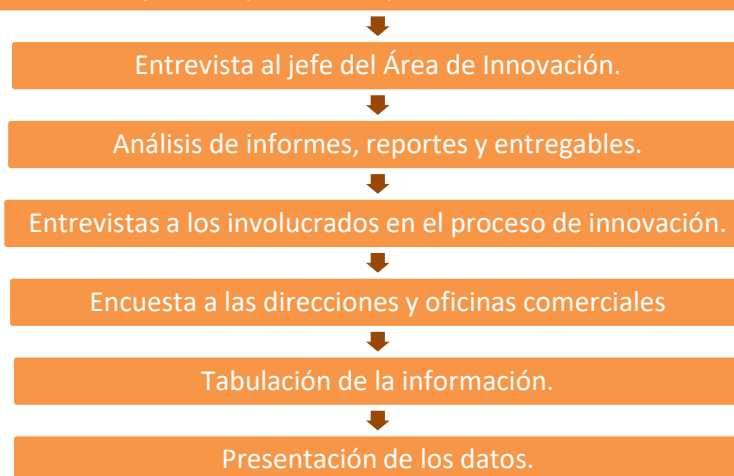 Entrevista al jefe del Área de Innovación.
Análisis de informes, reportes y entregables.
Entrevistas a los involucrados en el proceso de innovación.
Encuesta a las direcciones y oficinas comerciales
Tabulación de la información.
Presentación de los datos.